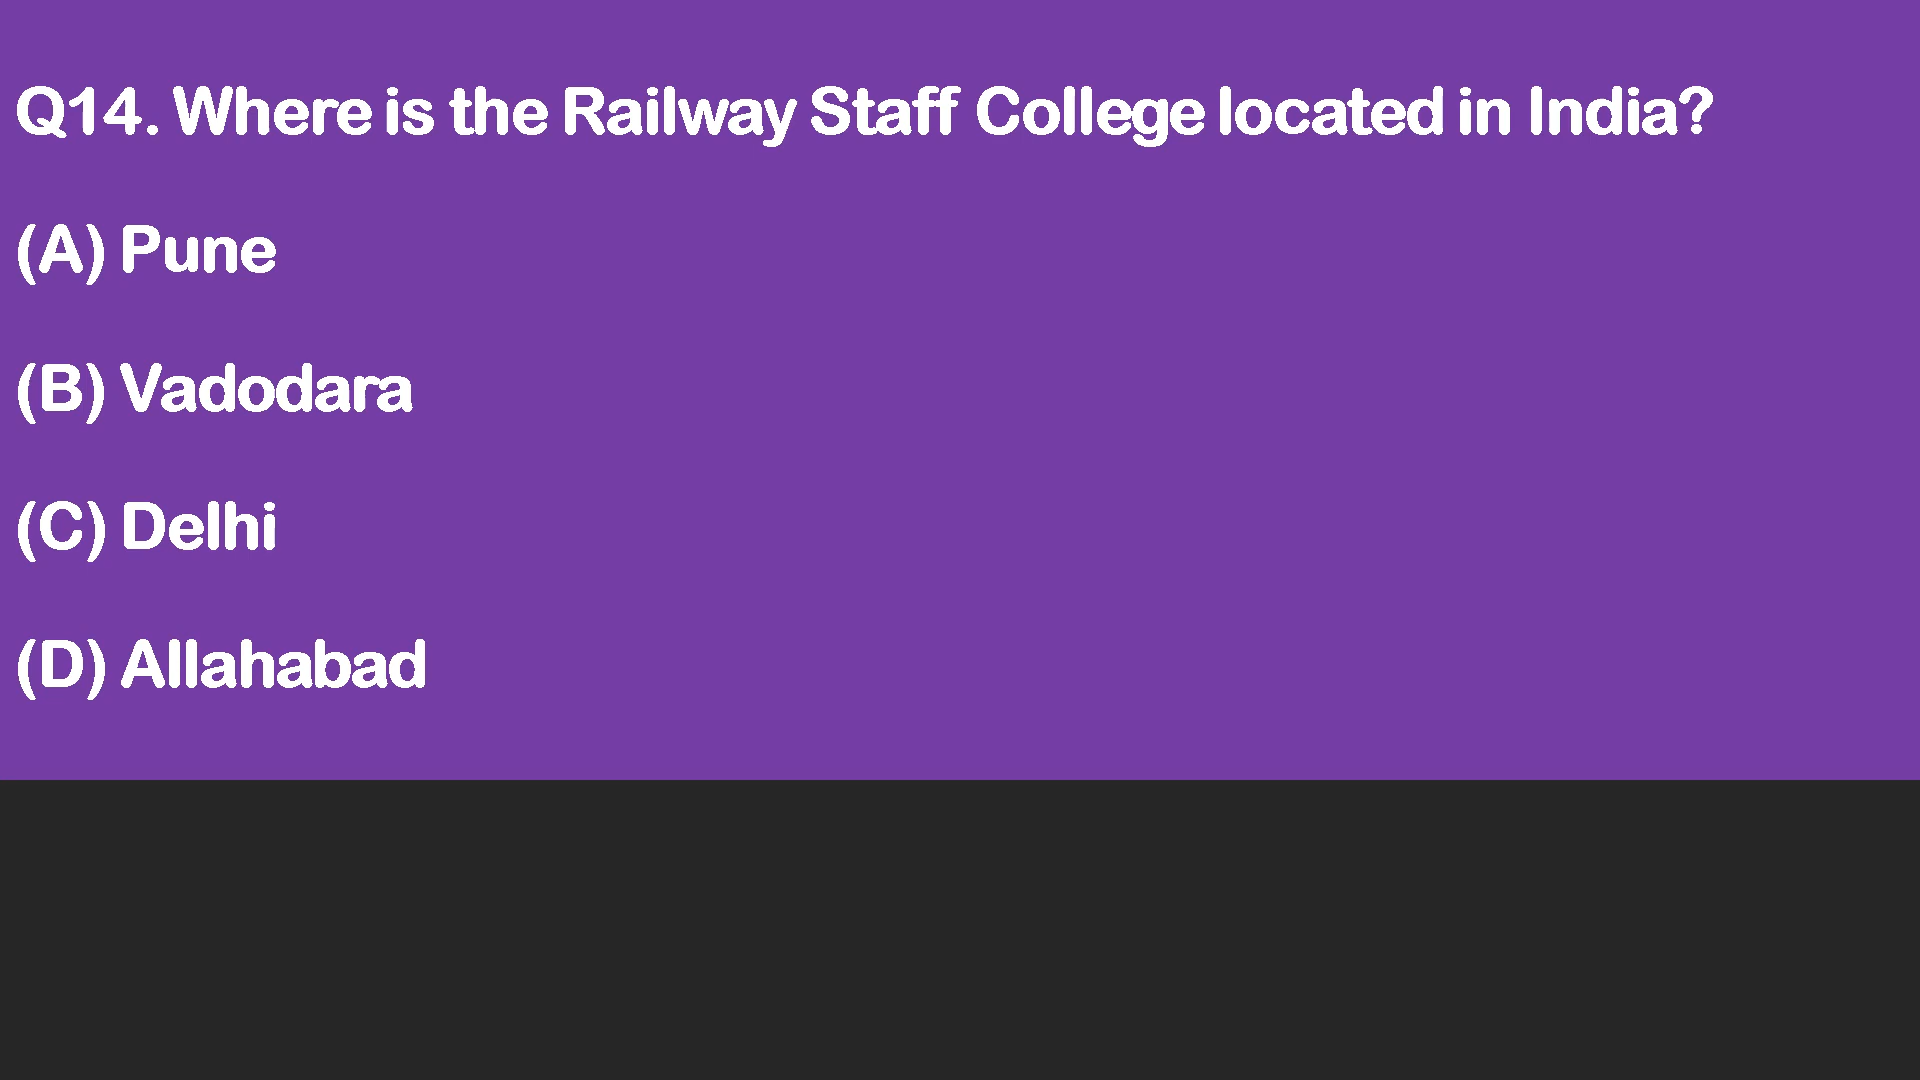 Q14. Where is the Railway Staff College located in India?
(A) Pune
(B) Vadodara
(C) Delhi
(D) Allahabad